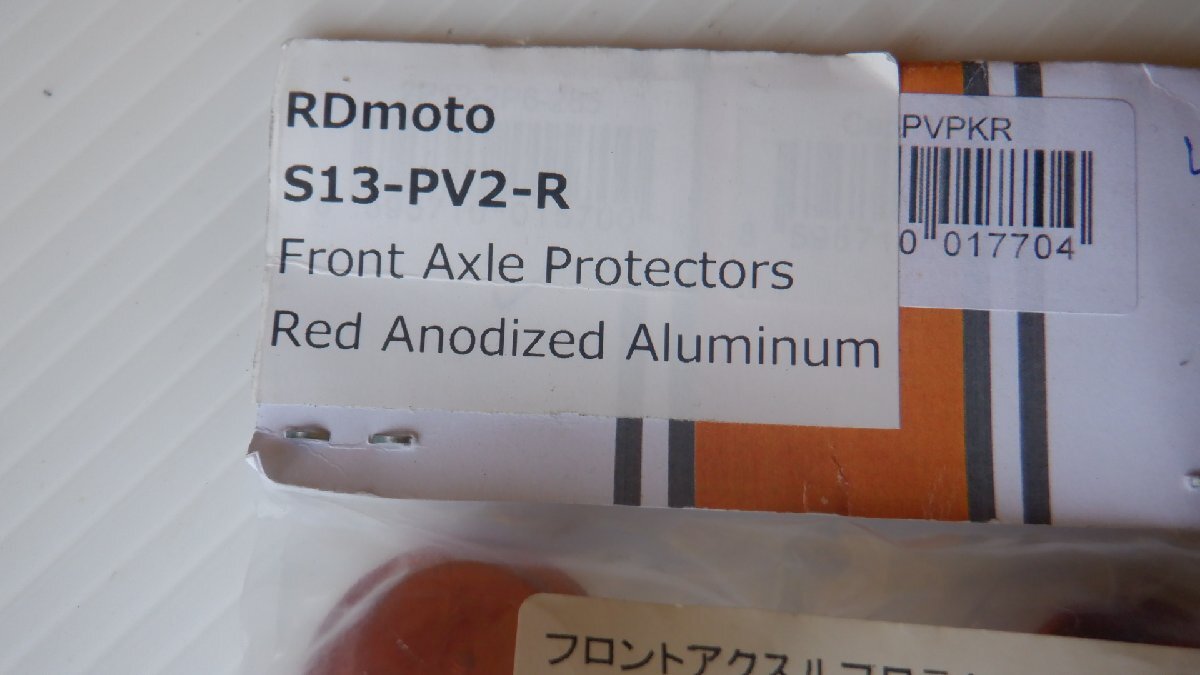 RDmoto
S13-PV2-R
Front Axle Protectors
Red Anodized Aluminum
PVPKR
0 017704
フロントアクスルプロテ